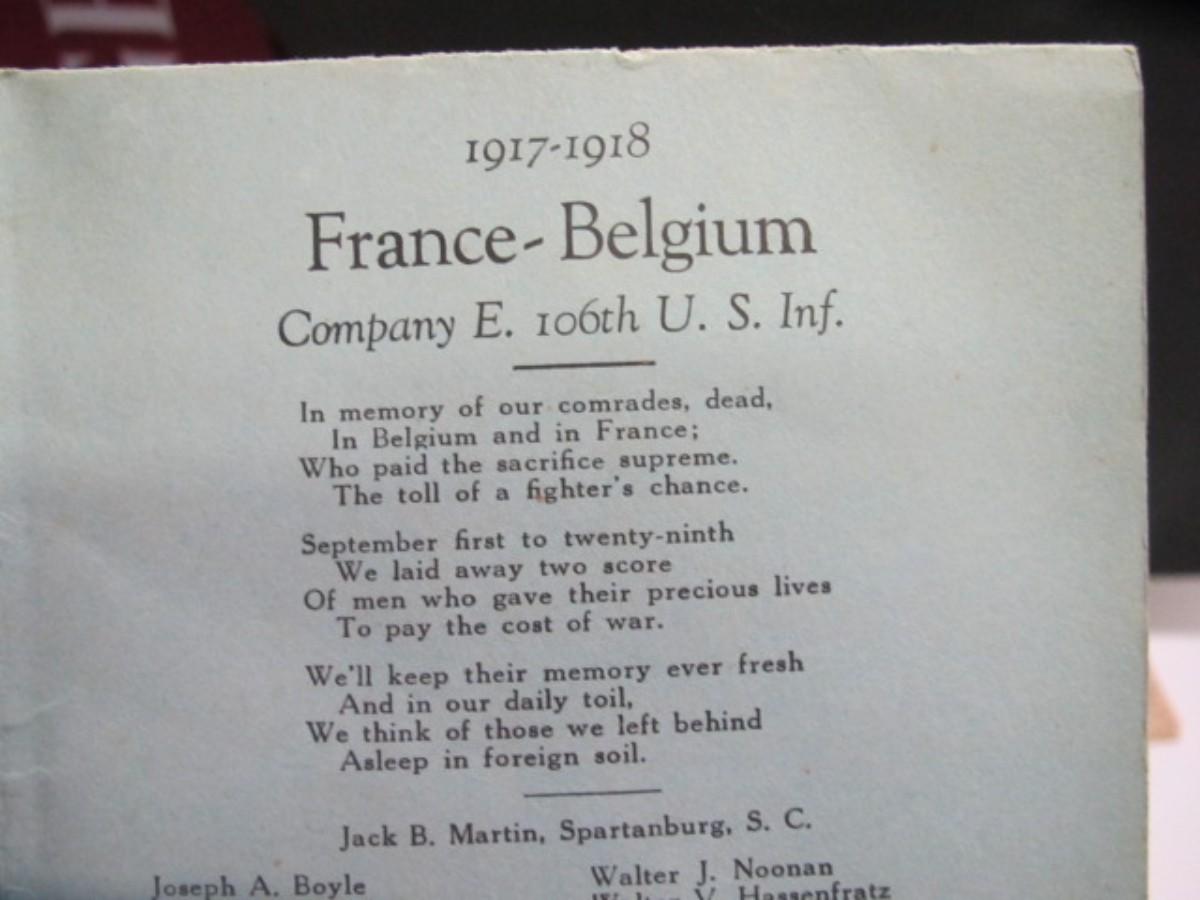 1917-1918
France-Belgium
Company E. 106th U. S. Inf.
In memory of our comrades, dead,
In Belgium and in France;
Who paid the sacrifice supreme.
The toll of a fighter's chance.
September first to twenty-ninth
We laid away two score
Of men who gave their precious lives
To pay the cost of war.
We'll keep their memory ever fresh
And in our daily toil,
We think of those we left behind
Asleep in foreign soil.
Jack B. Martin, Spartanburg, S. C.
Joseph A. Boyle
Walter J. Noonan
Walter V. Hassenfratz